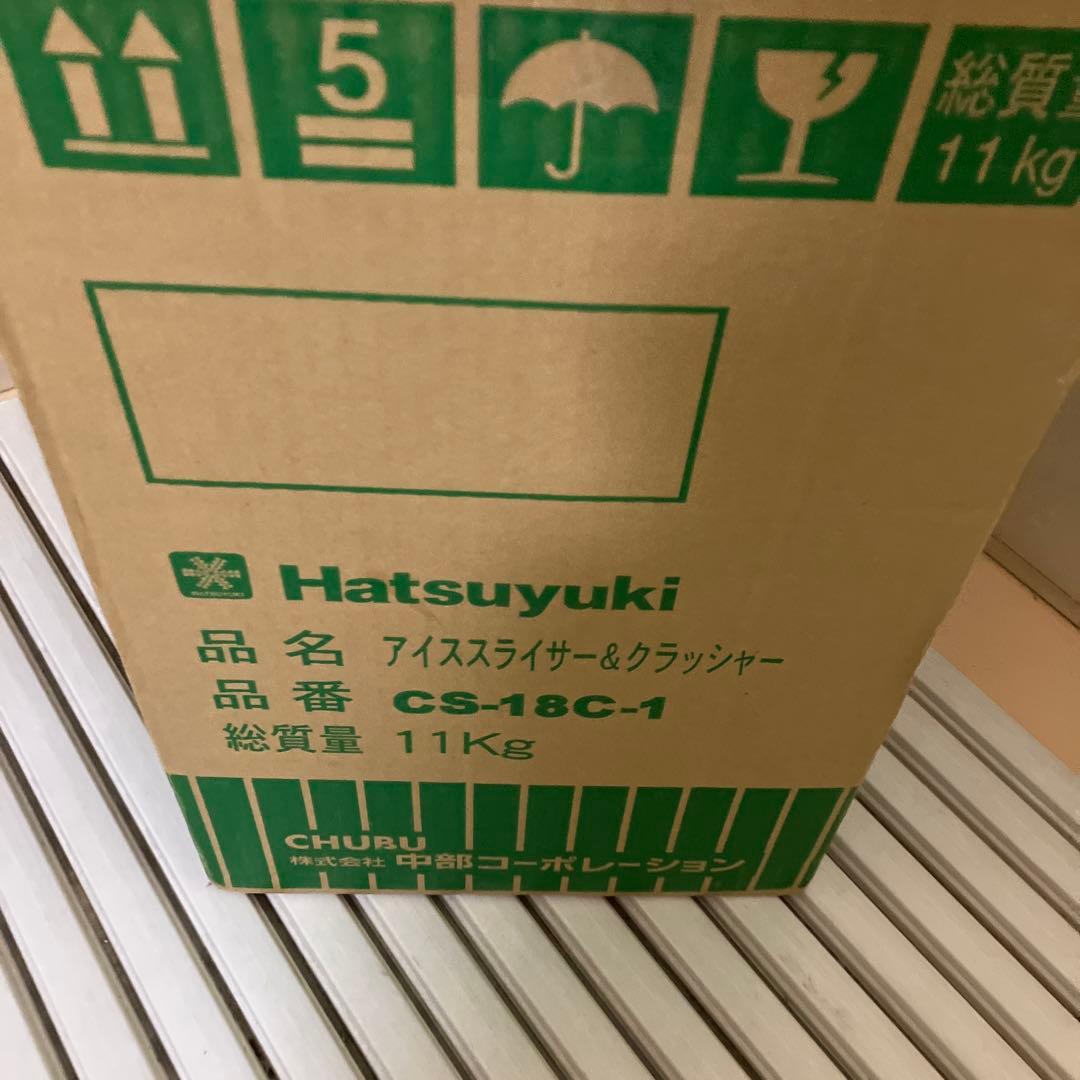 5
総質量
11kg
HATSUYUKI
Hatsuyuki
品名 アイススライサー&クラッシャー
品番 CS-18C-1
総質量 11Kg
CHUBU
株式会社 中部コーポレーション